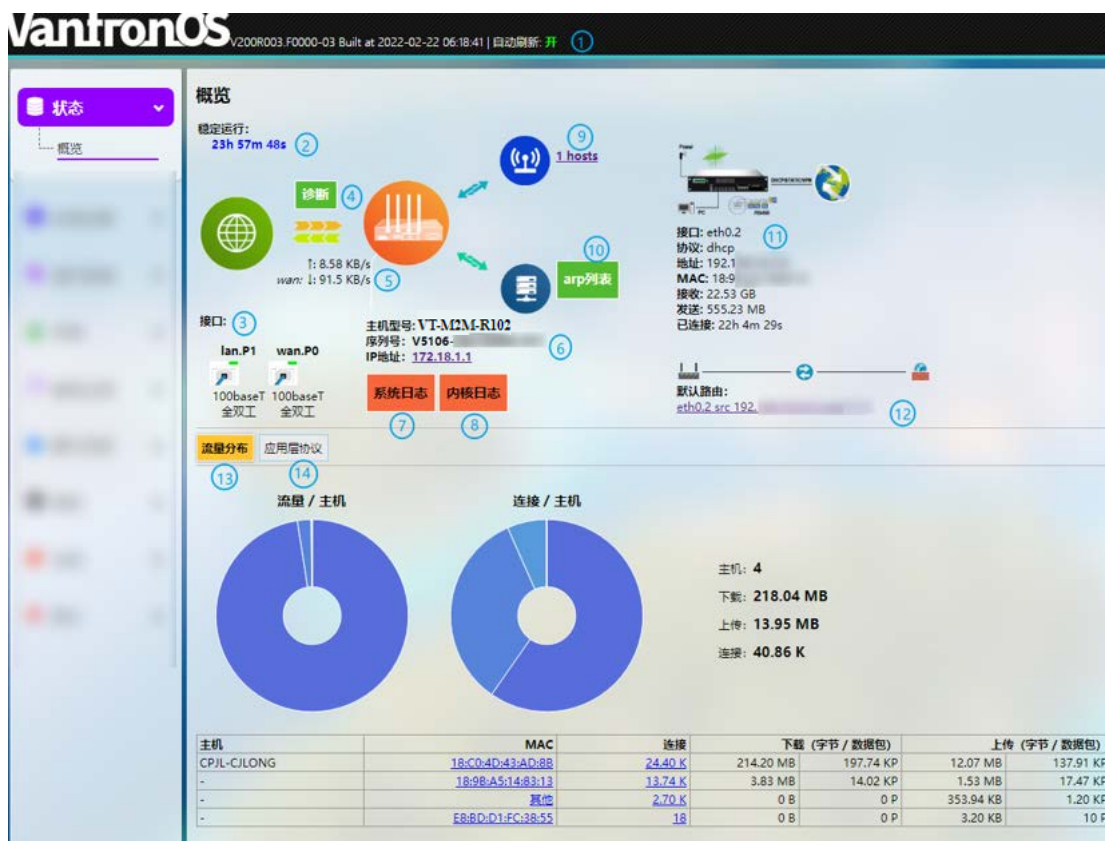 VantronOS V200R003.F0000-03 Built at 2022-02-22 06:18:41 | 自动刷新: 开 1
状态
概览
概览
稳定运行:
23h 57m 48s 2
9
1 hosts
诊断 4
↑: 8.58 KB/s
wan: ↓: 91.5 KB/s 5
10
arp列表
接口: 3
lan.P1 wan.P0
100baseT 100baseT
全双工 全双工
主机型号: VT-M2M-R102
序列号: V5106- 6
IP地址: 172.18.1.1
系统日志 内核日志
7 8
Power
DHCP/STATIC/VPN
PC
接口: eth0.2 11
协议: dhcp
地址: 192.1
MAC: 18:9
接收: 22.53 GB
发送: 555.23 MB
已连接: 22h 4m 29s
默认路由:
eth0.2 src 192. 12
流量分布 应用层协议
13 14
流量 / 主机 连接 / 主机
主机: 4
下载: 218.04 MB
上传: 13.95 MB
连接: 40.86 K
主机 MAC 连接 下载 (字节 / 数据包) 上传 (字节 / 数据包)
CPJL-CJLONG 18:C0:4D:43:AD:8B 24.40 K 214.20 MB 197.74 KP 12.07 MB 137.91 KP
- 18:9B:A5:14:83:13 13.74 K 3.83 MB 14.02 KP 1.53 MB 17.47 KP
- 其他 2.70 K 0 B 0 P 353.94 KB 1.20 KP
- E8:BD:D1:FC:38:55 18 0 B 0 P 3.20 KB 10 P